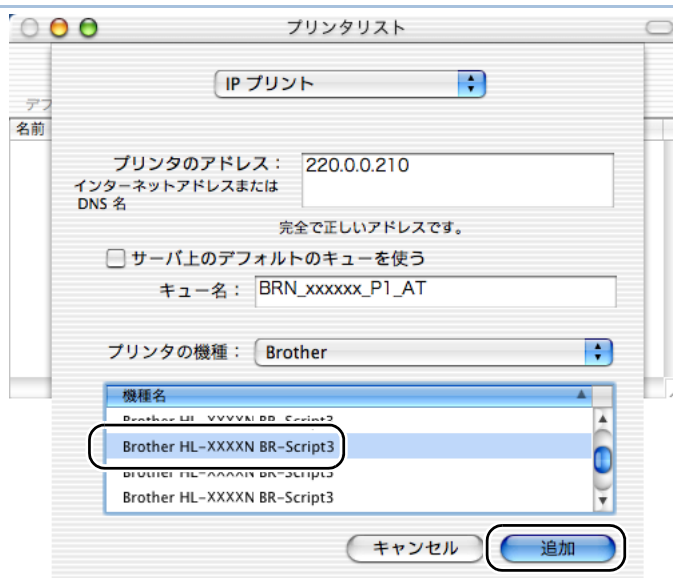 プリンタリスト
IP プリント
デフ
名前
プリンタのアドレス： 220.0.0.210
インターネットアドレスまたは
DNS 名
完全で正しいアドレスです。
サーバ上のデフォルトのキューを使う
キュー名： BRN_xxxxxx_P1_AT
プリンタの機種： Brother
機種名
Brother HL-XXXXN BR-Script3
Brother HL-XXXXN BR-Script3
Brother HL-XXXXN BR-Script3
Brother HL-XXXXN BR-Script3
キャンセル 追加